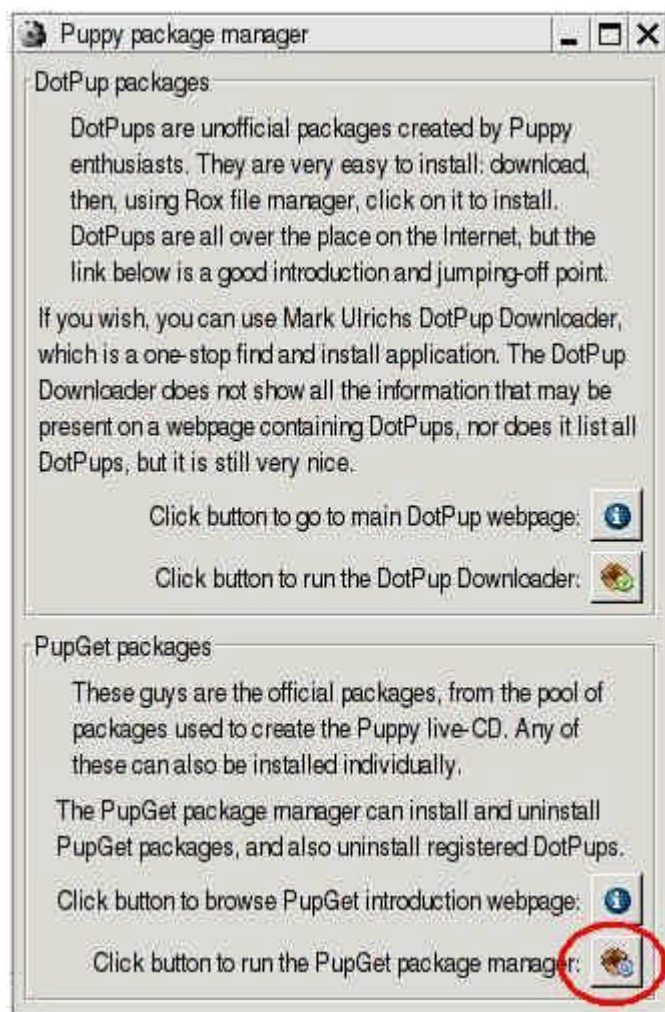 Puppy package manager
DotPup packages
DotPups are unofficial packages created by Puppy
enthusiasts. They are very easy to install: download,
then, using Rox file manager, click on it to install.
DotPups are all over the place on the Internet, but the
link below is a good introduction and jumping-off point.
If you wish, you can use Mark Ulrichs DotPup Downloader,
which is a one-stop find and install application. The DotPup
Downloader does not show all the information that may be
present on a webpage containing DotPups, nor does it list all
DotPups, but it is still very nice.
Click button to go to main DotPup webpage:
Click button to run the DotPup Downloader:
PupGet packages
These guys are the official packages, from the pool of
packages used to create the Puppy live-CD. Any of
these can also be installed individually.
The PupGet package manager can install and uninstall
PupGet packages, and also uninstall registered DotPups.
Click button to browse PupGet introduction webpage:
Click button to run the PupGet package manager: